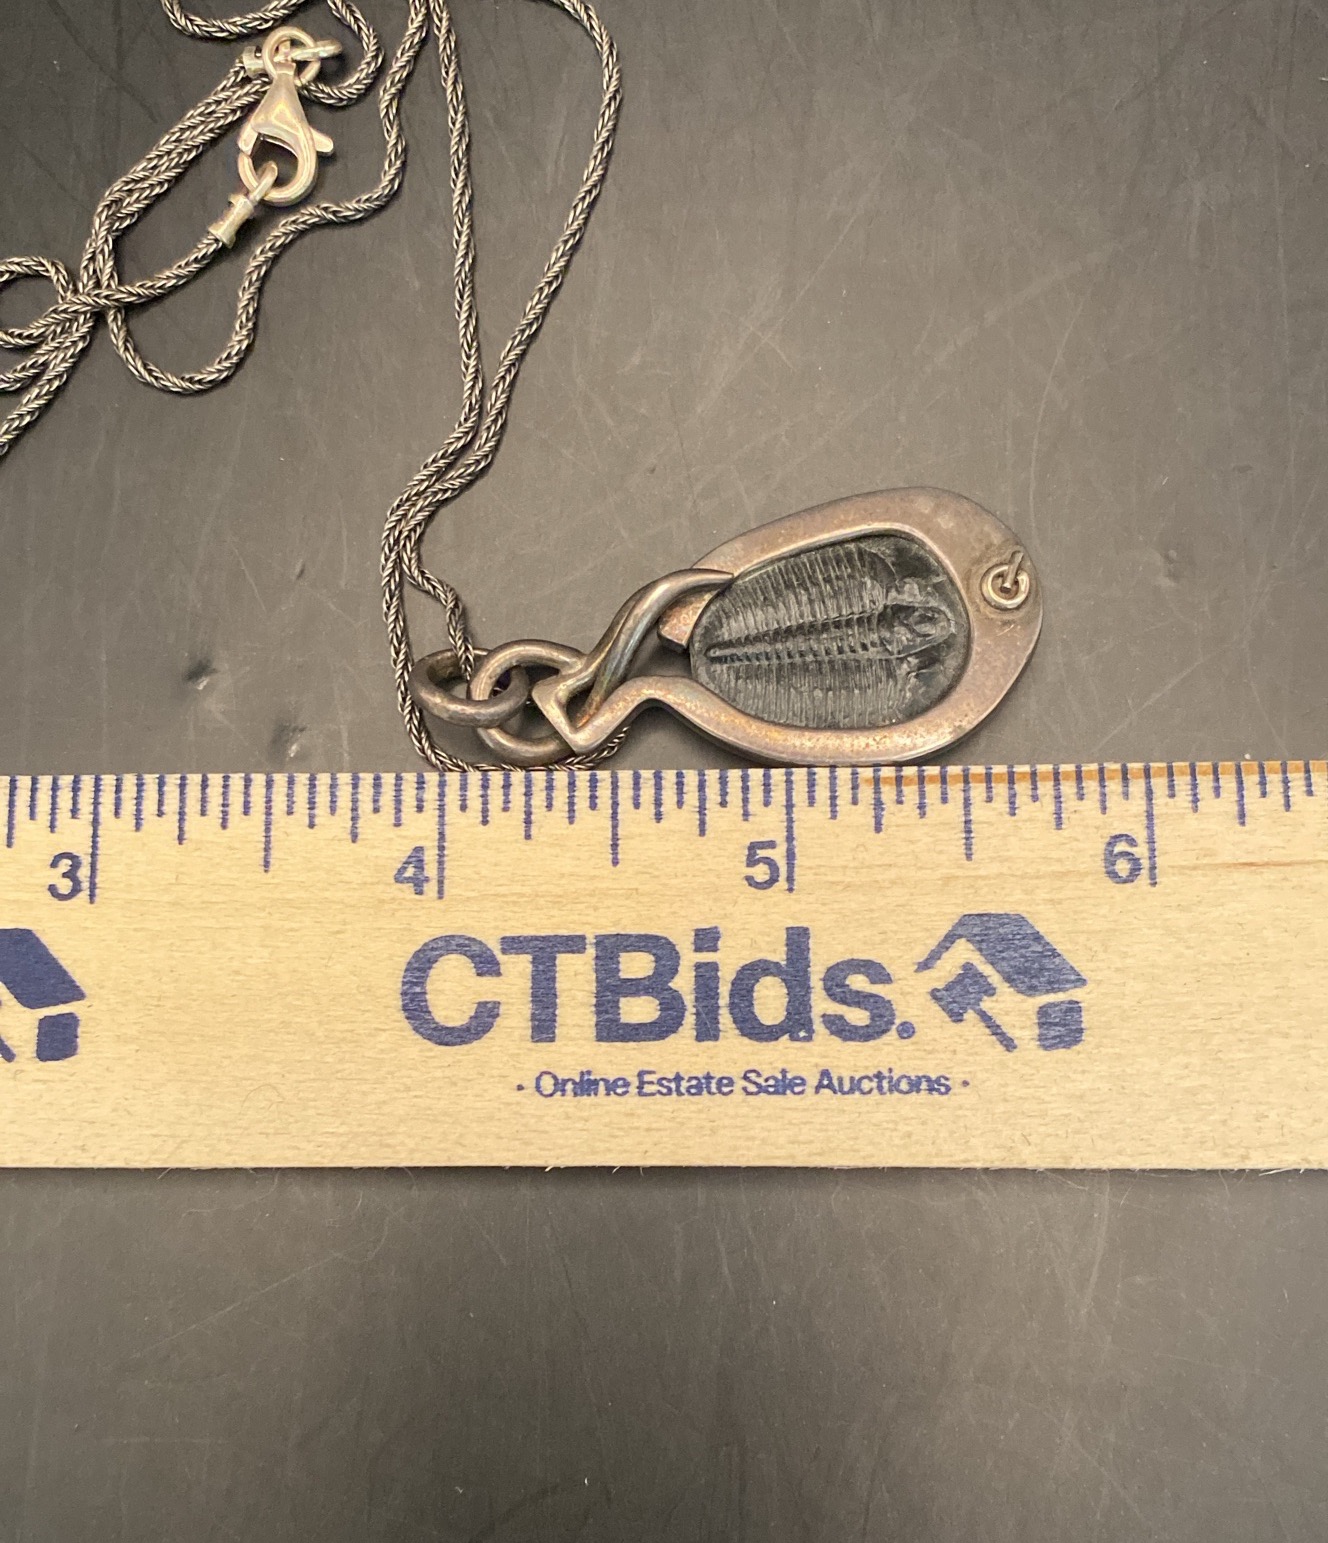 3 4 5 6
CTBids.
· Online Estate Sale Auctions ·